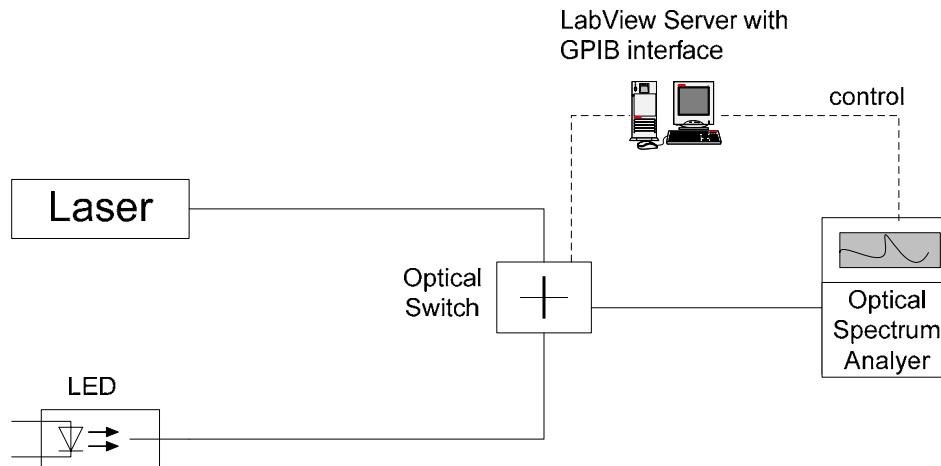 LabView Server with
GPIB interface
control
Laser
Optical
Switch
Optical
Spectrum
Analyer
LED